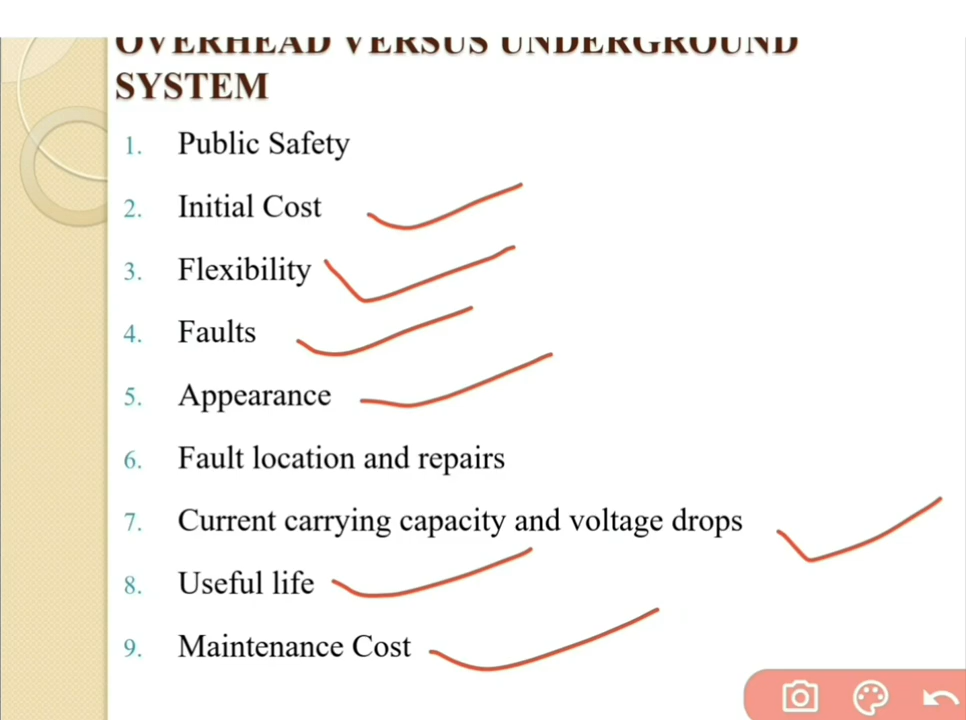 OVERHEAD VERSUS UNDERGROUND
SYSTEM
1. Public Safety
2. Initial Cost
3. Flexibility
4. Faults
5. Appearance
6. Fault location and repairs
7. Current carrying capacity and voltage drops
8. Useful life
9. Maintenance Cost